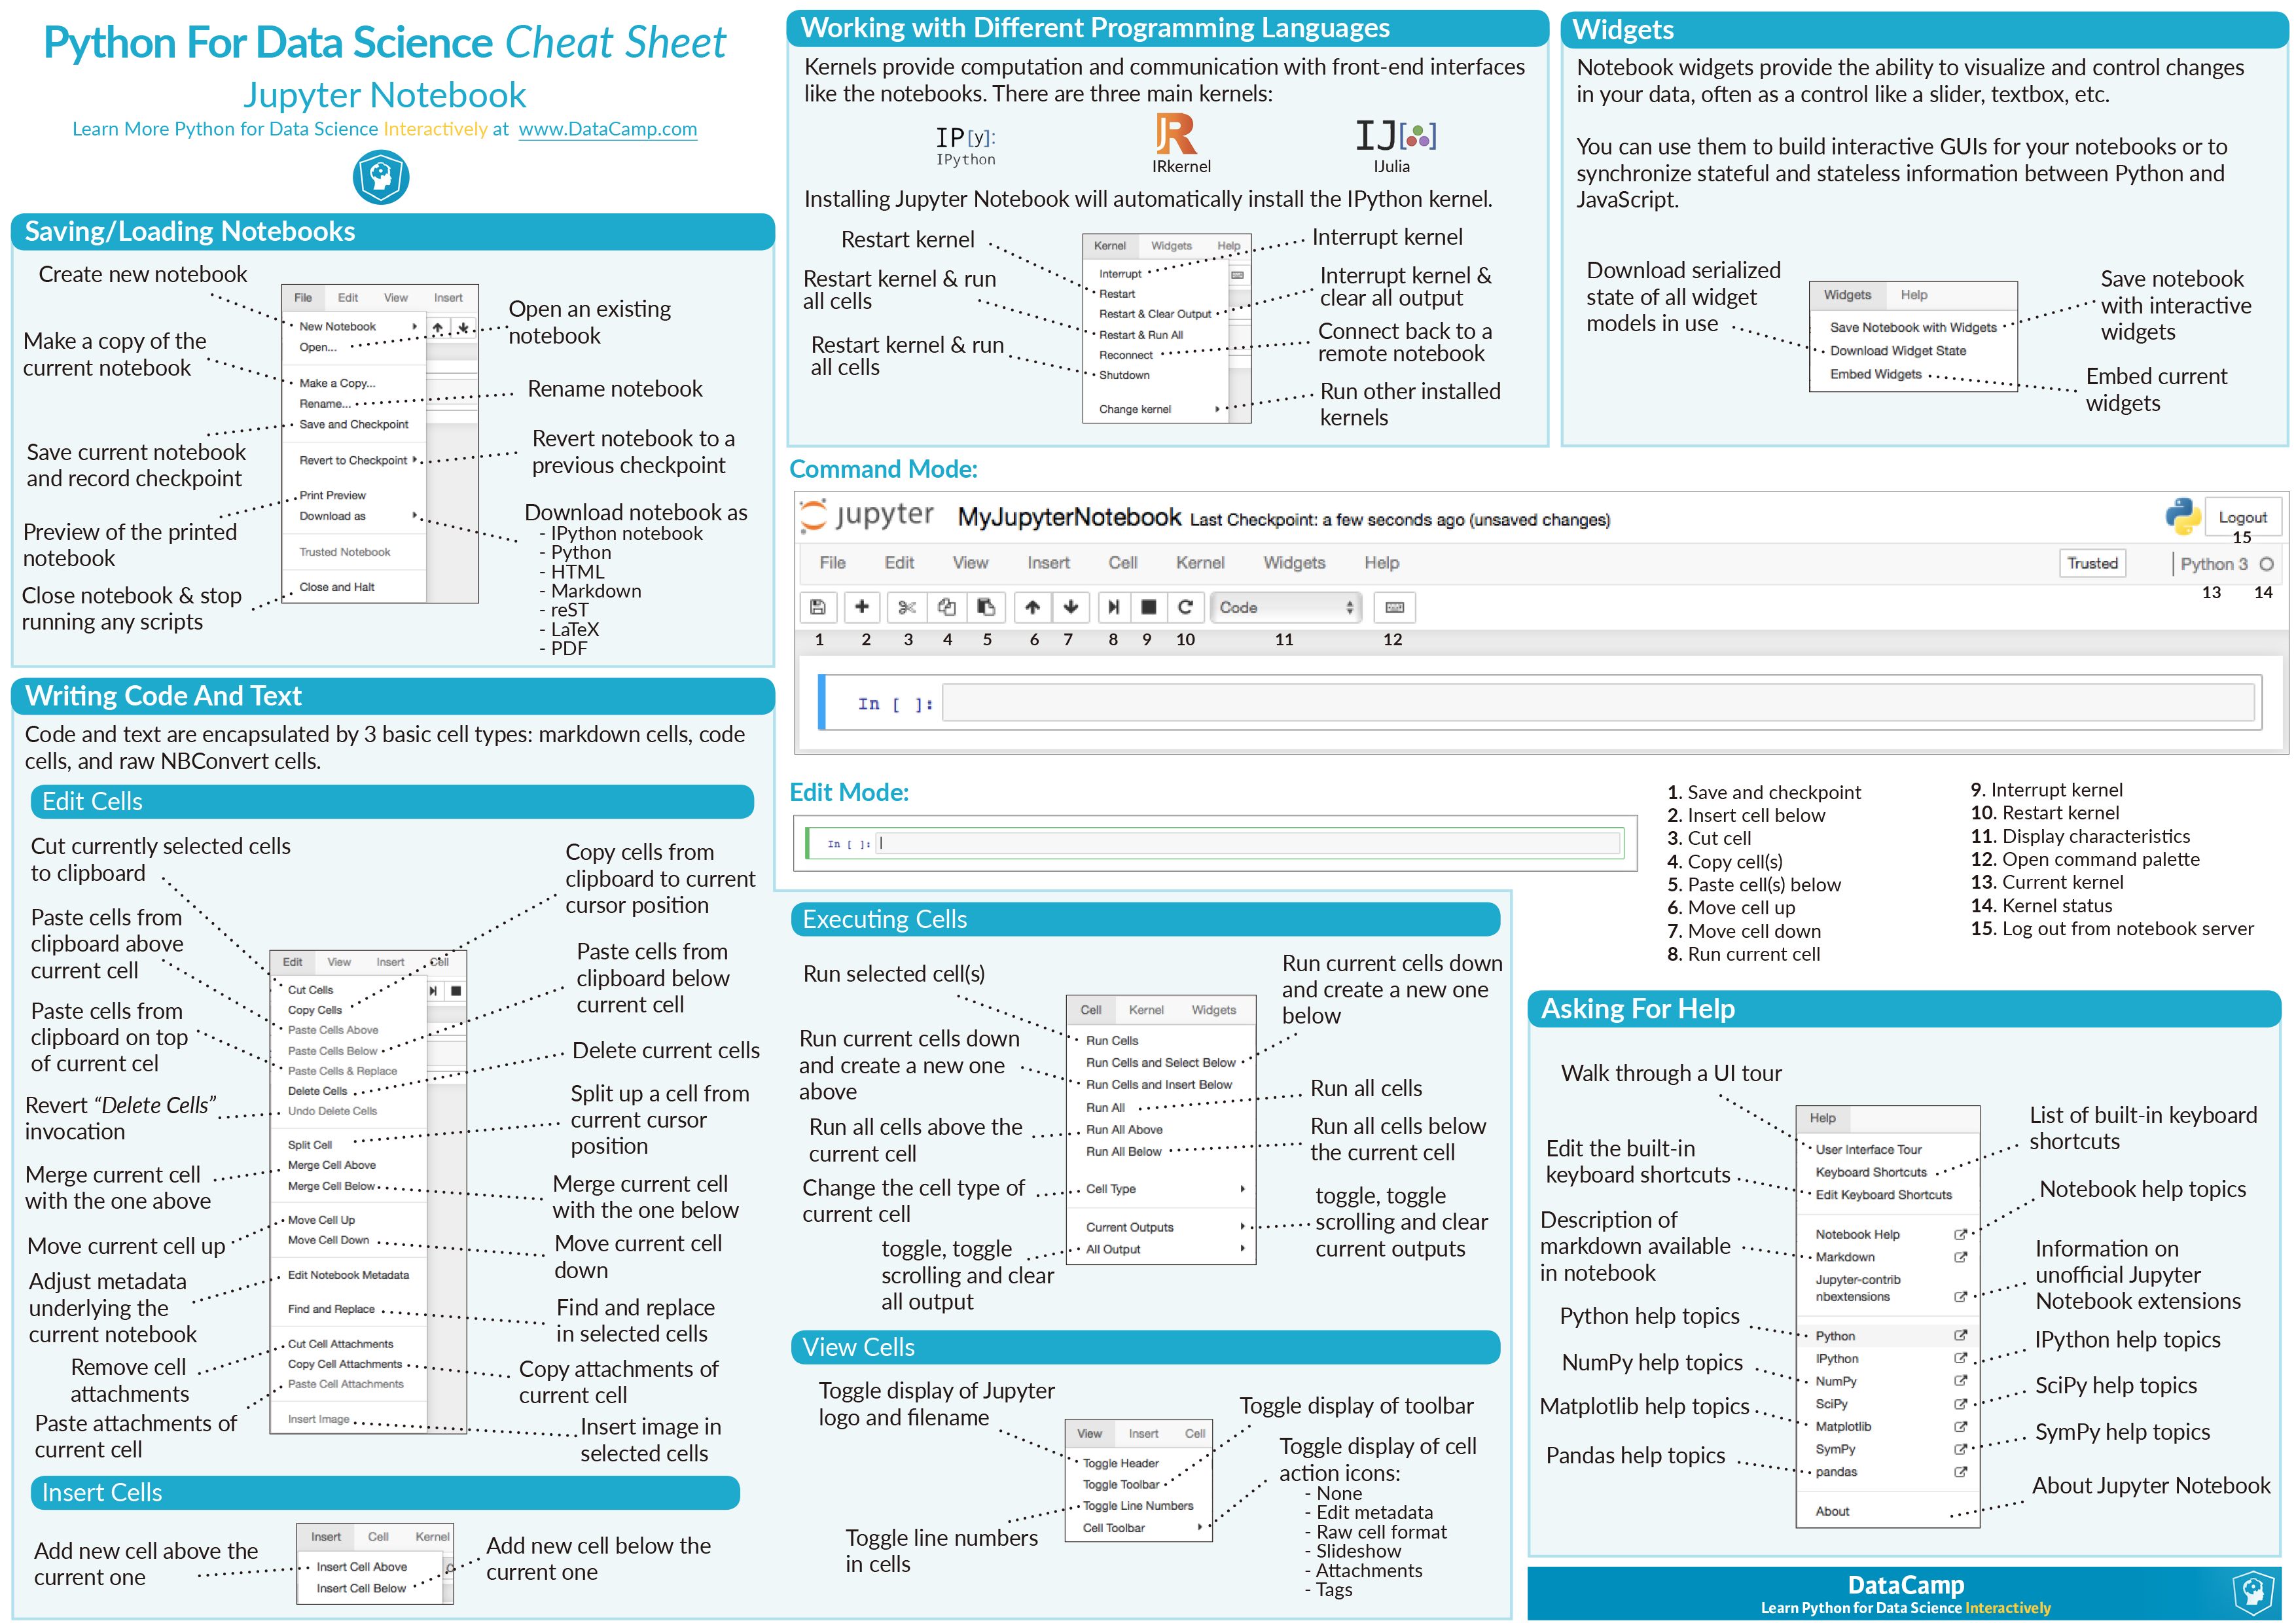 Python For Data Science Cheat Sheet
Jupyter Notebook
Learn More Python for Data Science Interactively at www.DataCamp.com
Saving/Loading Notebooks
Create new notebook
Make a copy of the
current notebook
Save current notebook
and record checkpoint
Preview of the printed
notebook
Close notebook & stop
running any scripts
File Edit View Insert
New Notebook
Open...
Make a Copy...
Rename...
Save and Checkpoint
Revert to Checkpoint
Print Preview
Download as
Trusted Notebook
Close and Halt
Open an existing
notebook
Rename notebook
Revert notebook to a
previous checkpoint
Download notebook as
- IPython notebook
- Python
- HTML
- Markdown
- reST
- LaTeX
- PDF
Writing Code And Text
Code and text are encapsulated by 3 basic cell types: markdown cells, code
cells, and raw NBConvert cells.
Edit Cells
Cut currently selected cells
to clipboard
Paste cells from
clipboard above
current cell
Paste cells from
clipboard on top
of current cel
Revert “Delete Cells”
invocation
Merge current cell
with the one above
Move current cell up
Adjust metadata
underlying the
current notebook
Remove cell
attachments
Paste attachments of
current cell
Edit View Insert Cell
Cut Cells
Copy Cells
Paste Cells Above
Paste Cells Below
Paste Cells & Replace
Delete Cells
Undo Delete Cells
Split Cell
Merge Cell Above
Merge Cell Below
Move Cell Up
Move Cell Down
Edit Notebook Metadata
Find and Replace
Cut Cell Attachments
Copy Cell Attachments
Paste Cell Attachments
Insert Image
Copy cells from
clipboard to current
cursor position
Paste cells from
clipboard below
current cell
Delete current cells
Split up a cell from
current cursor
position
Merge current cell
with the one below
Move current cell
down
Find and replace
in selected cells
Copy attachments of
current cell
Insert image in
selected cells
Insert Cells
Add new cell above the
current one
Insert Cell Kernel
Insert Cell Above
Insert Cell Below
Add new cell below the
current one
Working with Different Programming Languages
Kernels provide computation and communication with front-end interfaces
like the notebooks. There are three main kernels:
IP[y]:
IPython
R
IRkernel
IJ[ ]
IJulia
Installing Jupyter Notebook will automatically install the IPython kernel.
Restart kernel
Restart kernel & run
all cells
Restart kernel & run
all cells
Kernel Widgets Help
Interrupt
Restart
Restart & Clear Output
Restart & Run All
Reconnect
Shutdown
Change kernel
Interrupt kernel
Interrupt kernel &
clear all output
Connect back to a
remote notebook
Run other installed
kernels
Widgets
Notebook widgets provide the ability to visualize and control changes
in your data, often as a control like a slider, textbox, etc.
You can use them to build interactive GUIs for your notebooks or to
synchronize stateful and stateless information between Python and
JavaScript.
Download serialized
state of all widget
models in use
Widgets Help
Save Notebook with Widgets
Download Widget State
Embed Widgets
Save notebook
with interactive
widgets
Embed current
widgets
Command Mode:
jupyter MyJupyterNotebook Last Checkpoint: a few seconds ago (unsaved changes) Logout
15
File Edit View Insert Cell Kernel Widgets Help Trusted Python 3
13 14
Code
1 2 3 4 5 6 7 8 9 10 11 12
In [ ]:
Edit Mode:
In [ ]:
1. Save and checkpoint
2. Insert cell below
3. Cut cell
4. Copy cell(s)
5. Paste cell(s) below
6. Move cell up
7. Move cell down
8. Run current cell
9. Interrupt kernel
10. Restart kernel
11. Display characteristics
12. Open command palette
13. Current kernel
14. Kernel status
15. Log out from notebook server
Executing Cells
Run selected cell(s)
Run current cells down
and create a new one
above
Run all cells above the
current cell
Change the cell type of
current cell
toggle, toggle
scrolling and clear
all output
Cell Kernel Widgets
Run Cells
Run Cells and Select Below
Run Cells and Insert Below
Run All
Run All Above
Run All Below
Cell Type
Current Outputs
All Output
Run current cells down
and create a new one
below
Run all cells
Run all cells below
the current cell
toggle, toggle
scrolling and clear
current outputs
View Cells
Toggle display of Jupyter
logo and filename
Toggle line numbers
in cells
View Insert Cell
Toggle Header
Toggle Toolbar
Toggle Line Numbers
Cell Toolbar
Toggle display of toolbar
Toggle display of cell
action icons:
- None
- Edit metadata
- Raw cell format
- Slideshow
- Attachments
- Tags
Asking For Help
Walk through a UI tour
Edit the built-in
keyboard shortcuts
Description of
markdown available
in notebook
Python help topics
NumPy help topics
Matplotlib help topics
Pandas help topics
Help
User Interface Tour
Keyboard Shortcuts
Edit Keyboard Shortcuts
Notebook Help
Markdown
Jupyter-contrib
nbextensions
Python
IPython
NumPy
SciPy
Matplotlib
SymPy
pandas
About
List of built-in keyboard
shortcuts
Notebook help topics
Information on
unofficial Jupyter
Notebook extensions
IPython help topics
SciPy help topics
SymPy help topics
About Jupyter Notebook
DataCamp
Learn Python for Data Science Interactively